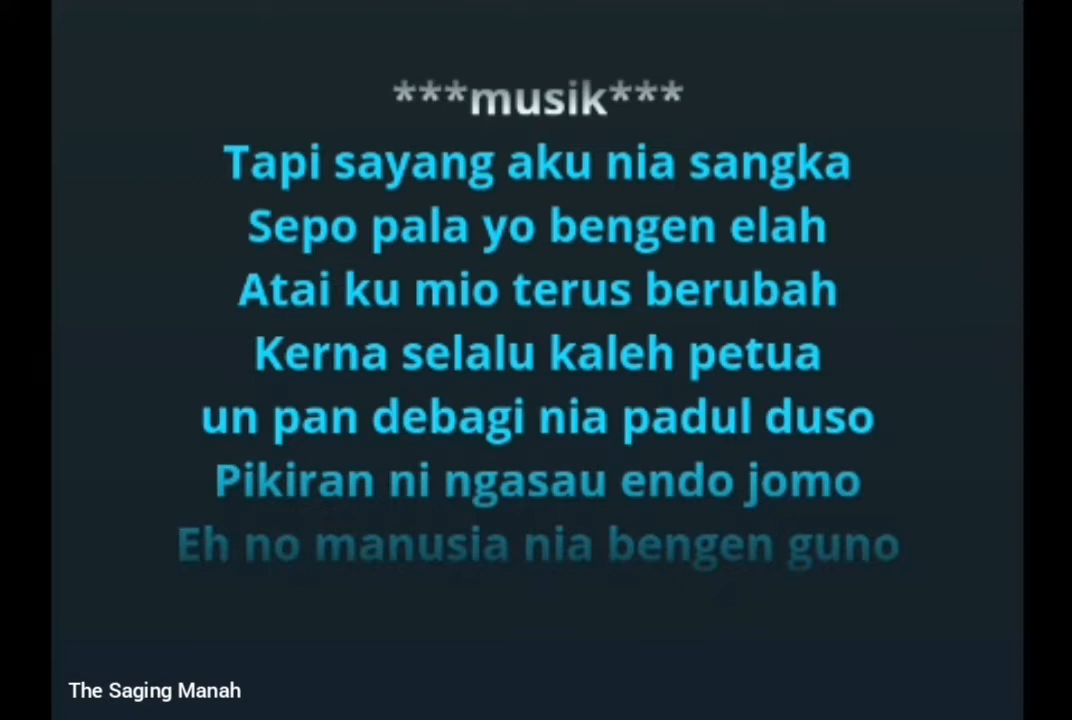 ***musik***
Tapi sayang aku nia sangka
Sepo pala yo bengen elah
Atai ku mio terus berubah
Kerna selalu kaleh petua
un pan debagi nia padul duso
Pikiran ni ngasau endo jomo
Eh no manusia nia bengen guno
The Saging Manah